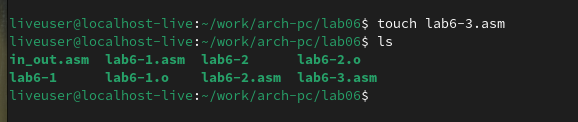 liveuser@localhost-live:~/work/arch-pc/lab06$ touch lab6-3.asm
liveuser@localhost-live:~/work/arch-pc/lab06$ ls
in_out.asm  lab6-1.asm  lab6-2      lab6-2.o
lab6-1      lab6-1.o    lab6-2.asm  lab6-3.asm
liveuser@localhost-live:~/work/arch-pc/lab06$